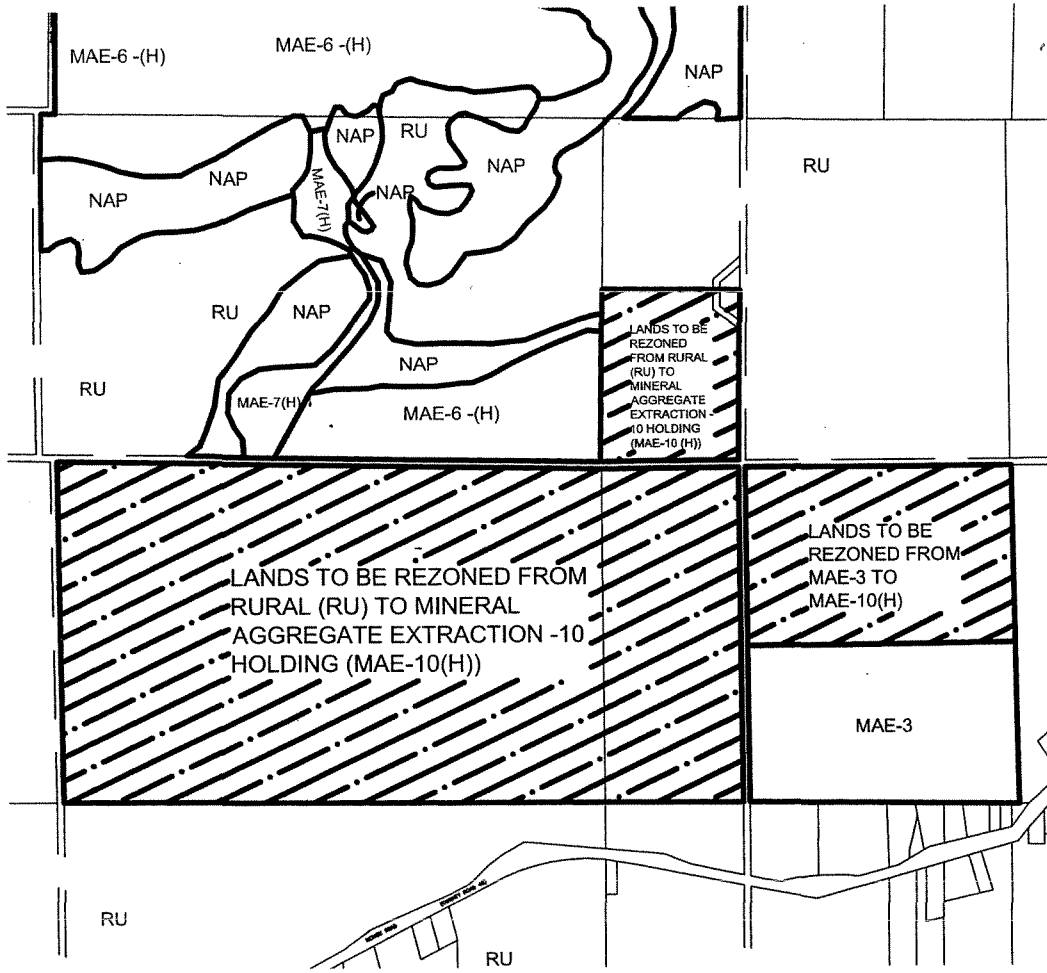 MAE-6 -(H)
MAE-6 -(H)
NAP
NAP
RU
NAP
RU
NAP
NAP
NAP
MAE-7(H)
RU
NAP
LANDS TO BE
REZONED
FROM RURAL
(RU) TO
MINERAL
AGGREGATE
EXTRACTION -
10 HOLDING
(MAE-10 (H))
NAP
RU
MAE-7(H)
MAE-6 -(H)
LANDS TO BE REZONED FROM
RURAL (RU) TO MINERAL
AGGREGATE EXTRACTION -10
HOLDING (MAE-10(H))
LANDS TO BE
REZONED FROM
MAE-3 TO
MAE-10(H)
MAE-3
RU
RU